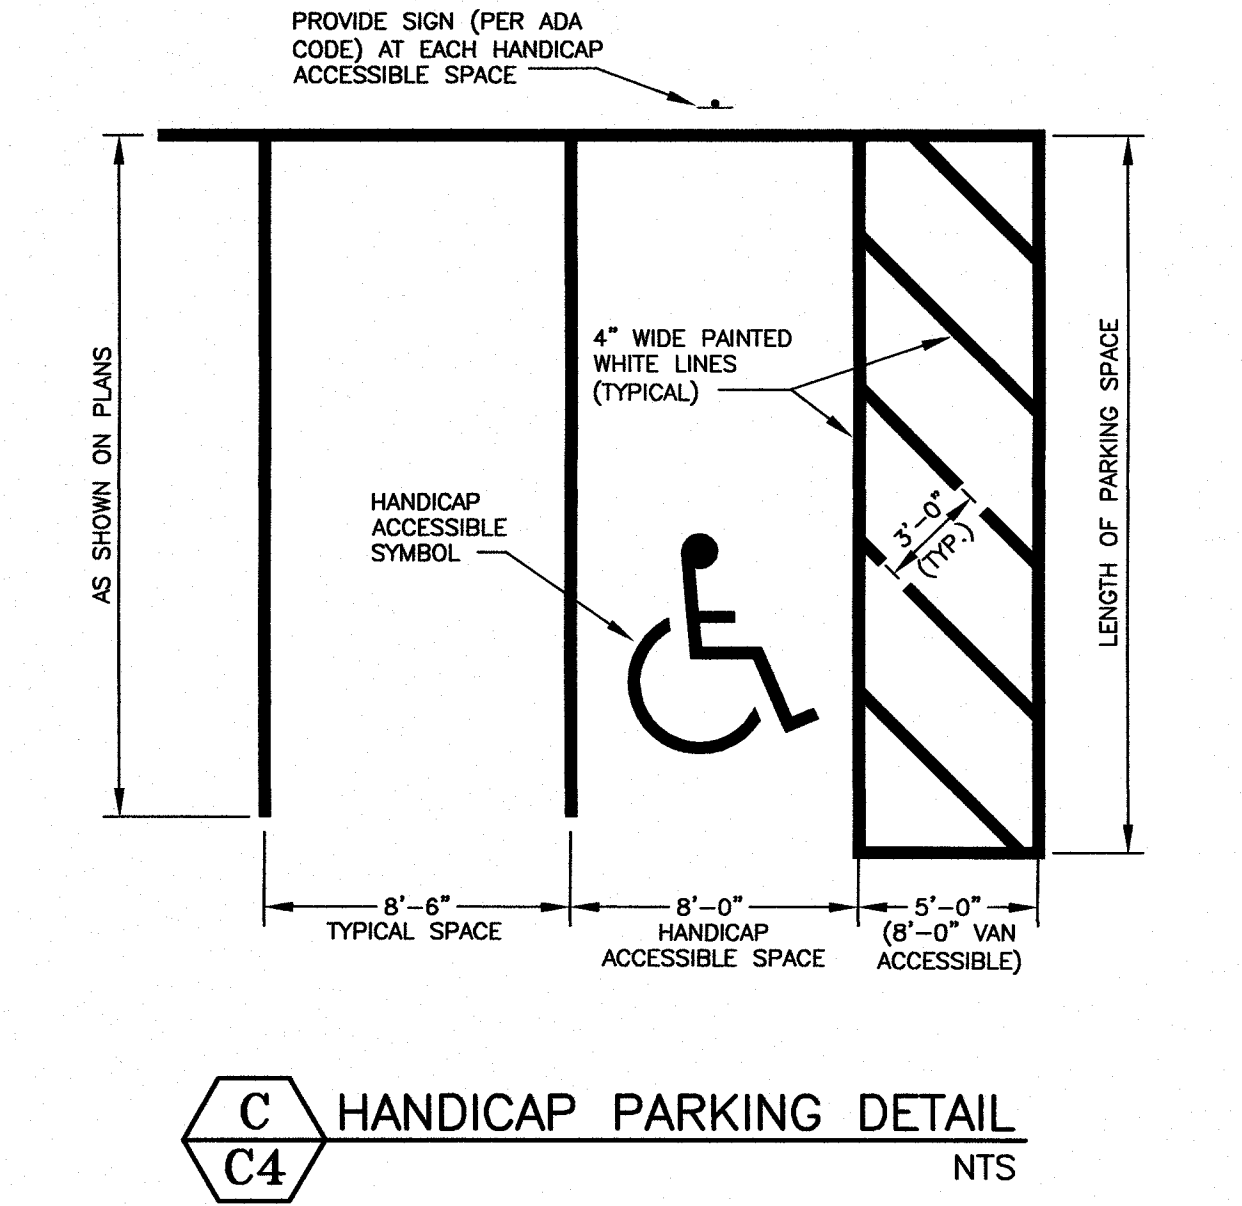 PROVIDE SIGN (PER ADA
CODE) AT EACH HANDICAP
ACCESSIBLE SPACE
4" WIDE PAINTED
WHITE LINES
(TYPICAL)
AS SHOWN ON PLANS
LENGTH OF PARKING SPACE
HANDICAP
ACCESSIBLE
SYMBOL
3'-0"
(TYP.)
8'-6"
TYPICAL SPACE
8'-0"
HANDICAP
ACCESSIBLE SPACE
5'-0"
(8'-0" VAN
ACCESSIBLE)
C
C4
HANDICAP PARKING DETAIL
NTS